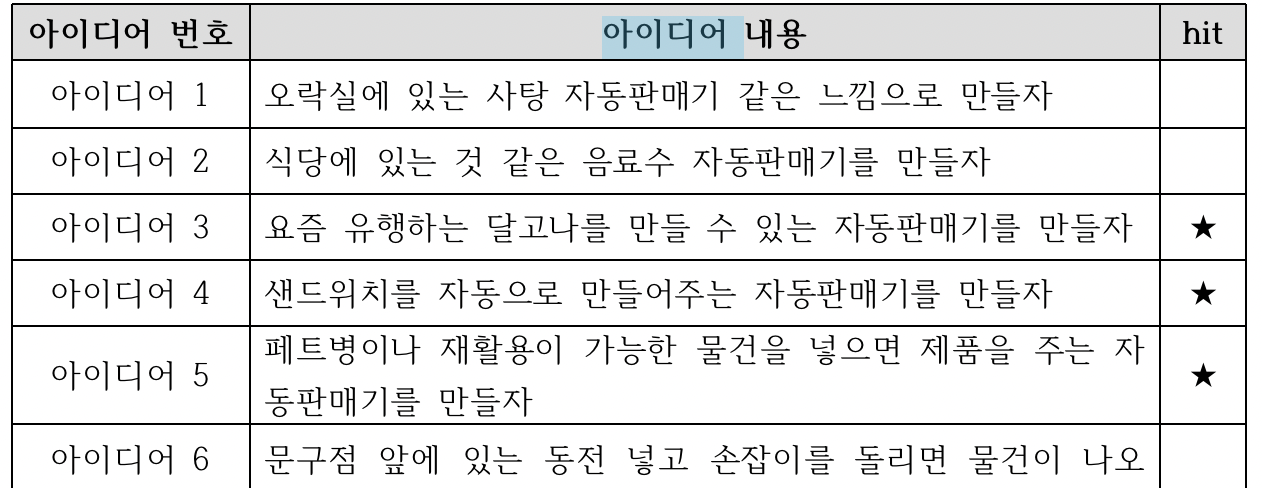 아이디어 번호 아이디어 내용 hit
아이디어 1 오락실에 있는 사탕 자동판매기 같은 느낌으로 만들자
아이디어 2 식당에 있는 것 같은 음료수 자동판매기를 만들자
아이디어 3 요즘 유행하는 달고나를 만들 수 있는 자동판매기를 만들자 ★
아이디어 4 샌드위치를 자동으로 만들어주는 자동판매기를 만들자 ★
아이디어 5 페트병이나 재활용이 가능한 물건을 넣으면 제품을 주는 자
동판매기를 만들자 ★
아이디어 6 문구점 앞에 있는 동전 넣고 손잡이를 돌리면 물건이 나오